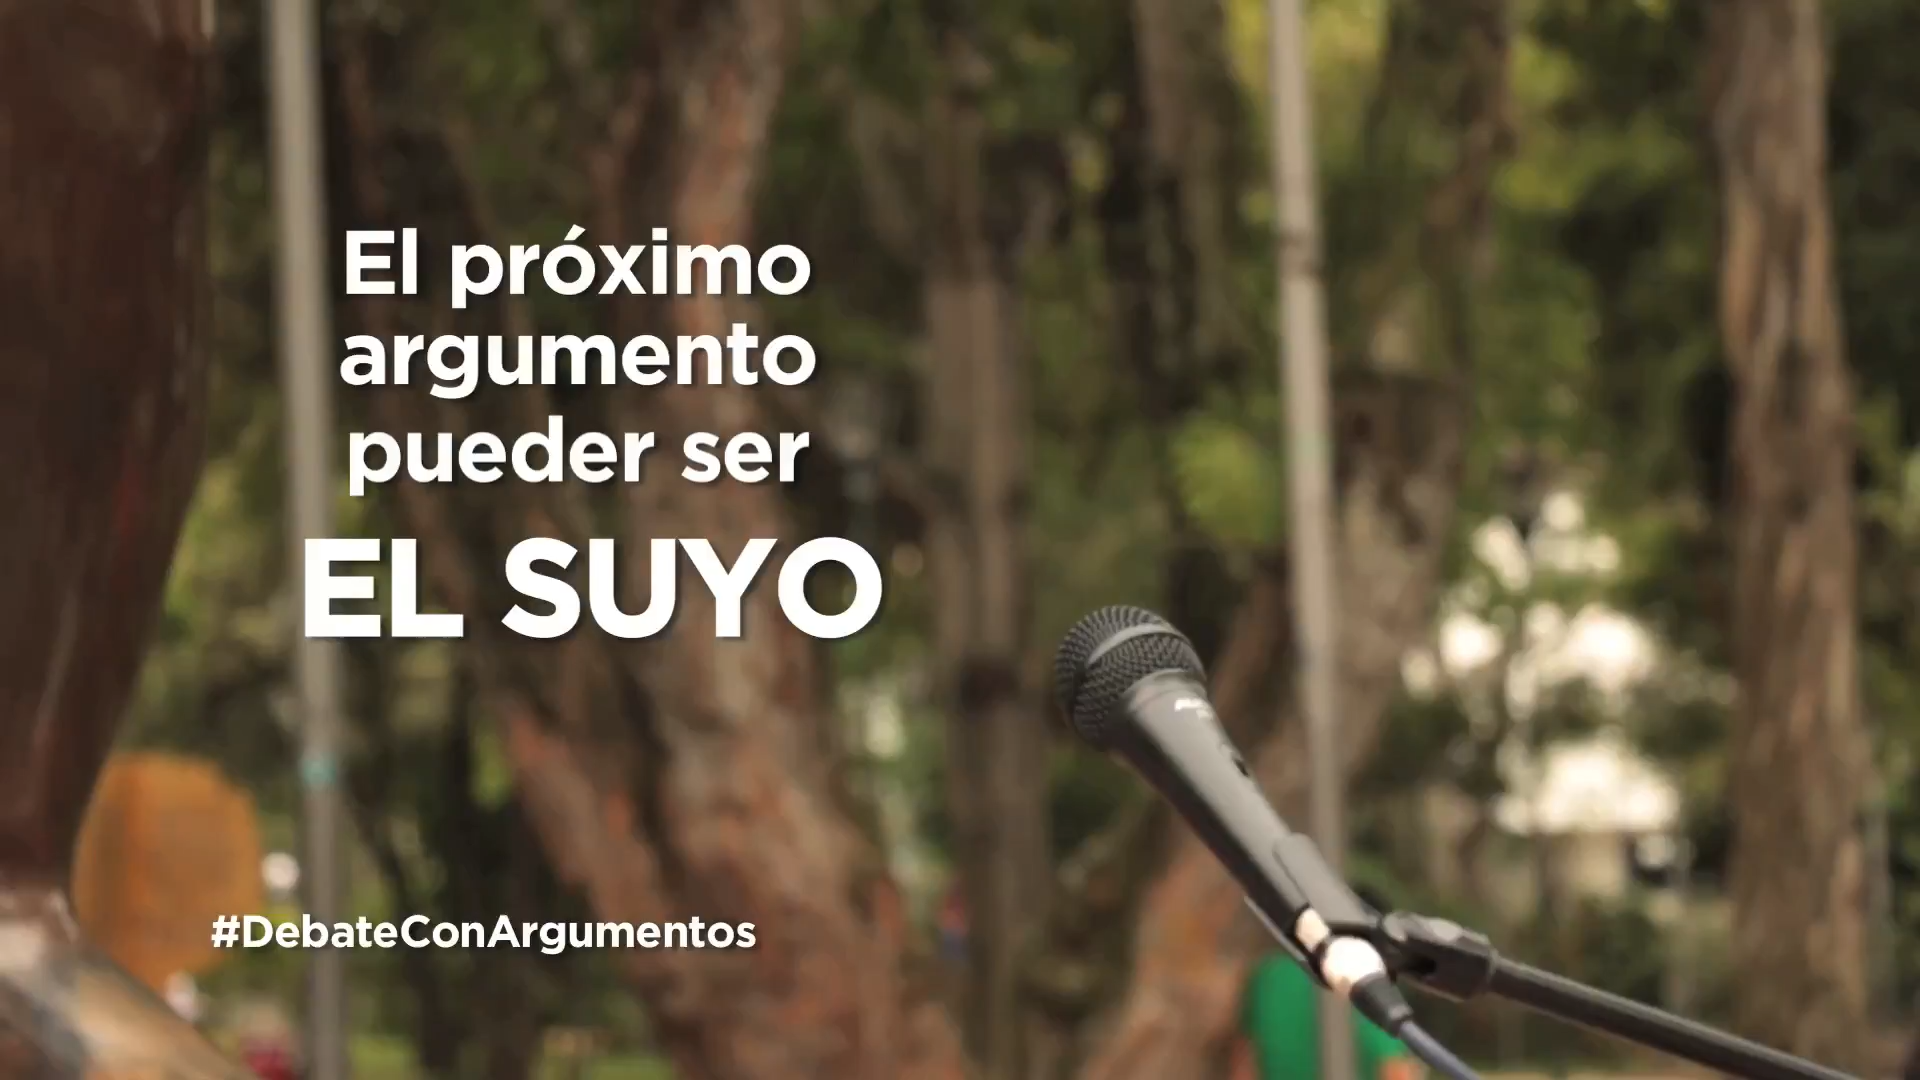 El próximo
argumento
pueder ser
EL SUYO
#DebateConArgumentos